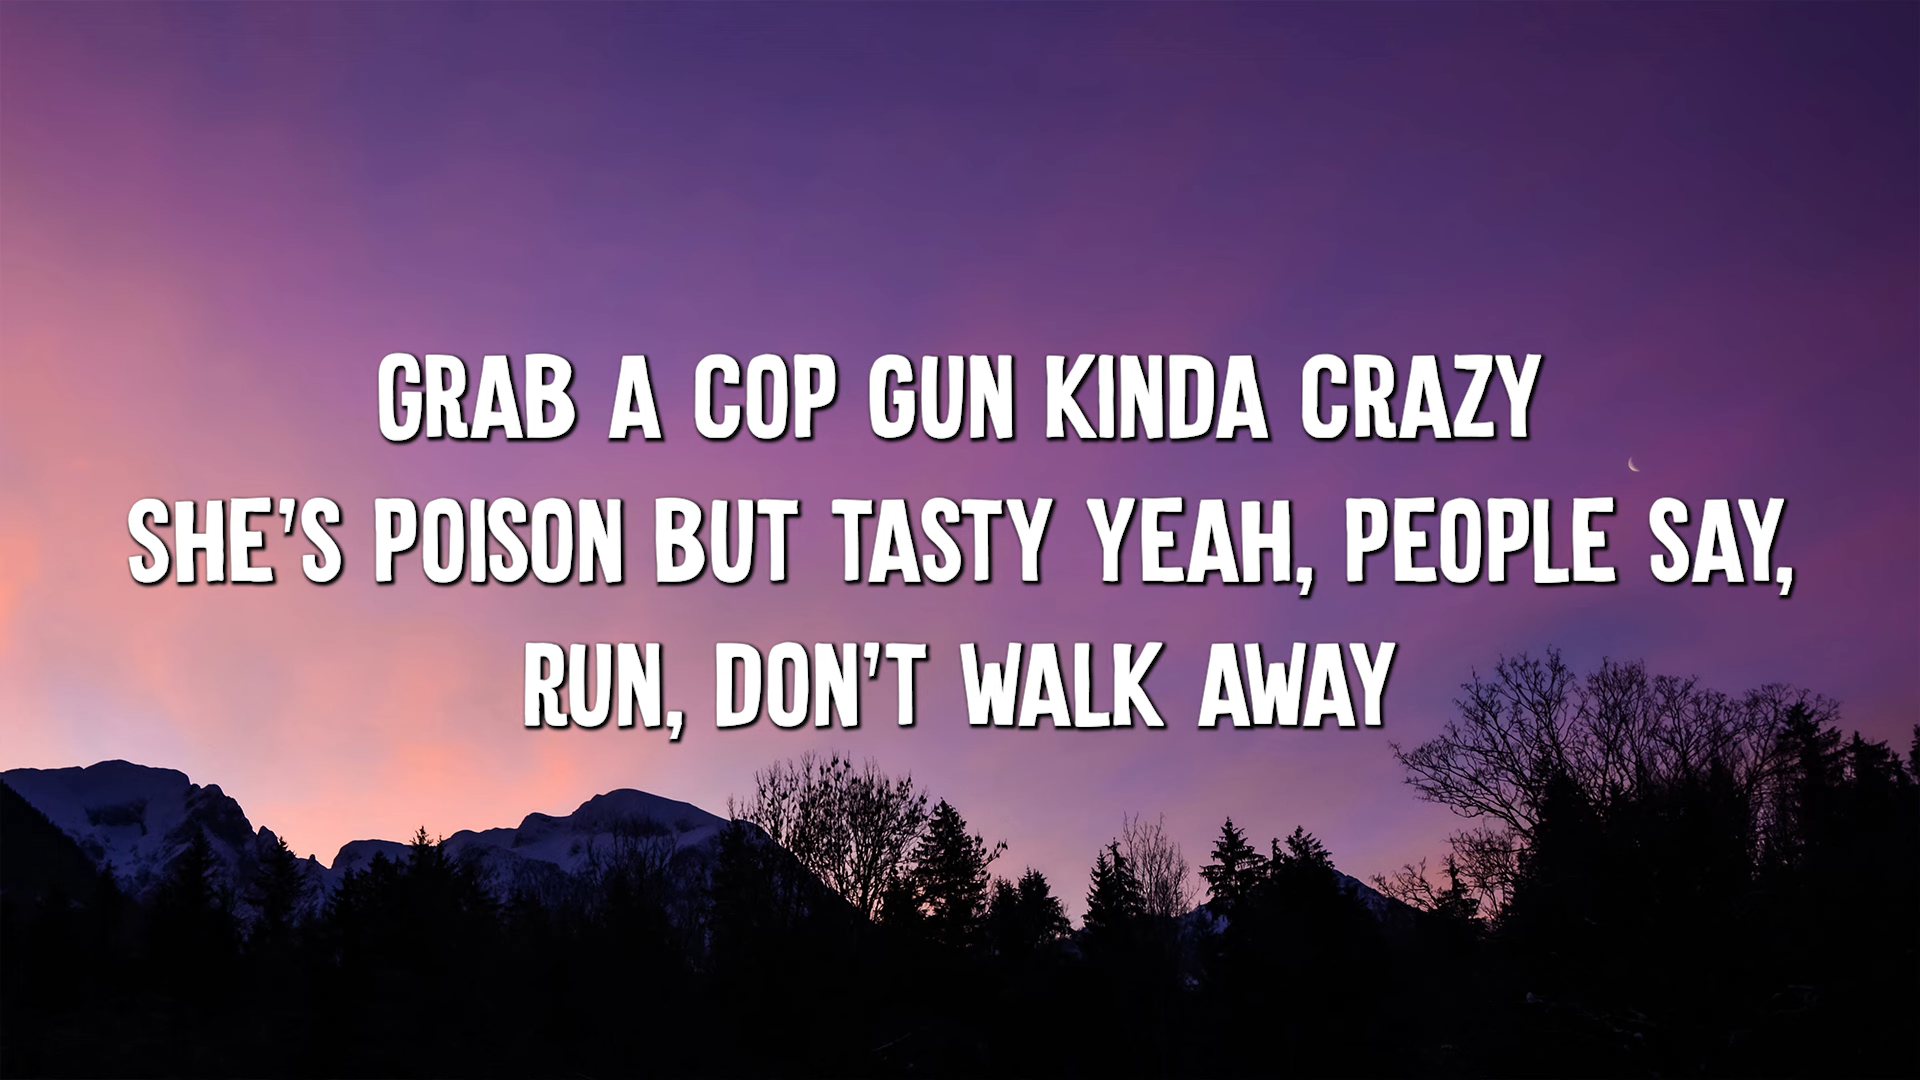 GRAB A COP GUN KINDA CRAZY
SHE'S POISON BUT TASTY YEAH, PEOPLE SAY,
RUN, DON'T WALK AWAY